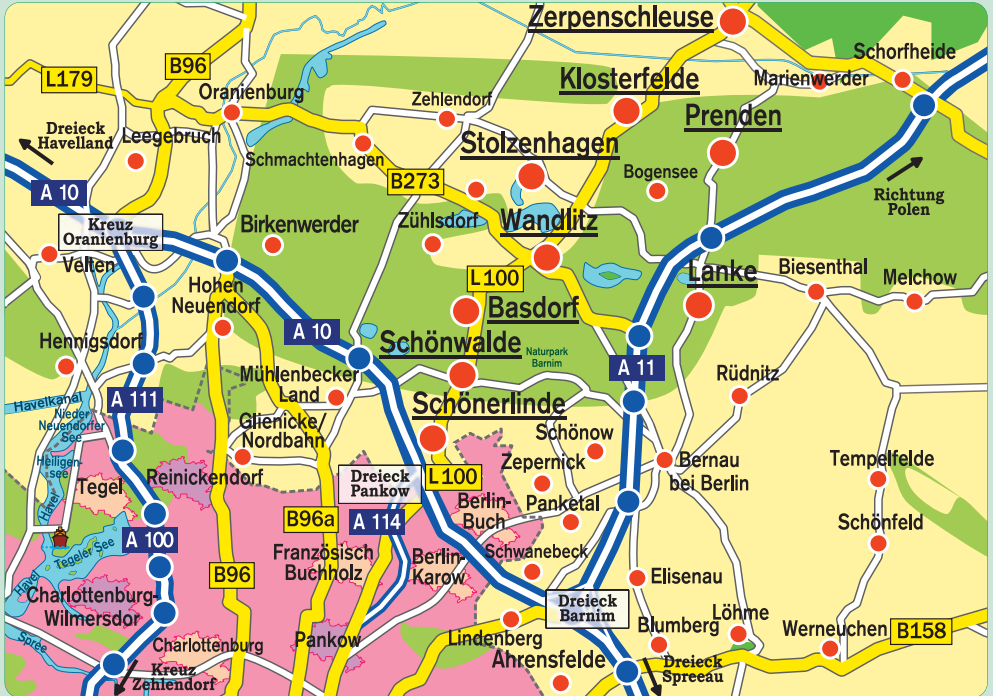 Zerpenschleuse
Schorfheide
B96
L179
Klosterfelde
Marienwerder
Oranienburg
Zehlendorf
Prenden
Dreieck
Havelland
Leegebruch
Stolzenhagen
Schmachtenhagen
Bogensee
B273
A 10
Richtung
Polen
Kreuz
Oranienburg
Birkenwerder
Zühlsdorf
Wandlitz
Velten
Lanke
Biesenthal
Melchow
L100
Hohen
Neuendorf
Basdorf
A 10
Hennigsdorf
Schönwalde
Naturpark
Barnim
A 11
Mühlenbecker
Land
Rüdnitz
A 111
Havelkanal
Nieder
Neuendorfer
See
Schönerlinde
Glienicke/
Nordbahn
Schönow
Heiligen-
see
Zepernick
Bernau
bei Berlin
Tempelfelde
Reinickendorf
Dreieck
Pankow
L100
Tegel
Havel
Berlin-
Buch
Panketal
B96a
A 114
Schönfeld
A 100
Tegeler See
Französisch
Buchholz
Berlin-
Karow
Schwanebeck
B96
Elisenau
Havel
Charlottenburg-
Wilmersdor
Dreieck
Barnim
Löhme
Spree
Charlottenburg
Pankow
Lindenberg
Blumberg
Werneuchen
B158
Ahrensfelde
Kreuz
Zehlendorf
Dreieck
Spreeau